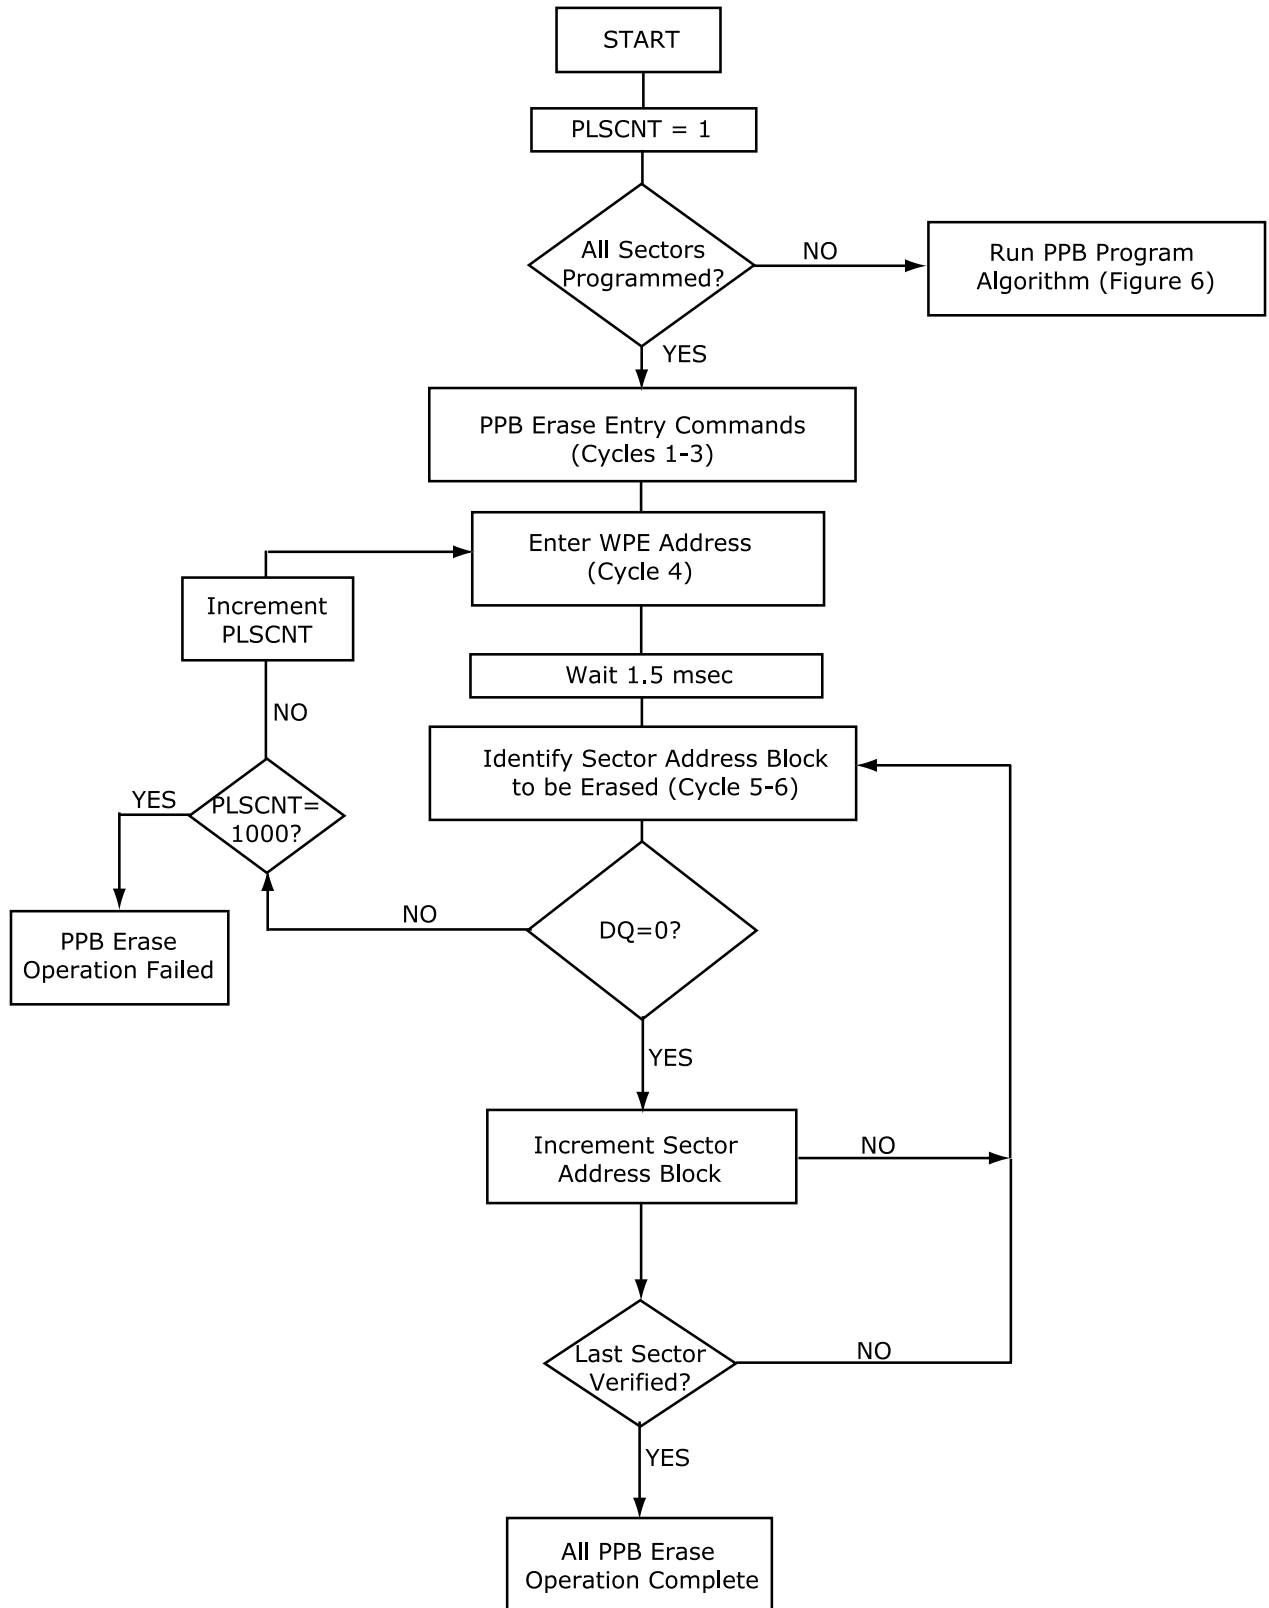 START
PLSCNT = 1
All Sectors
Programmed?
NO
Run PPB Program
Algorithm (Figure 6)
YES
PPB Erase Entry Commands
(Cycles 1-3)
Enter WPE Address
(Cycle 4)
Increment
PLSCNT
Wait 1.5 msec
NO
Identify Sector Address Block
to be Erased (Cycle 5-6)
YES
PLSCNT=
1000?
NO
DQ=0?
PPB Erase
Operation Failed
YES
Increment Sector
Address Block
NO
Last Sector
Verified?
NO
YES
All PPB Erase
Operation Complete